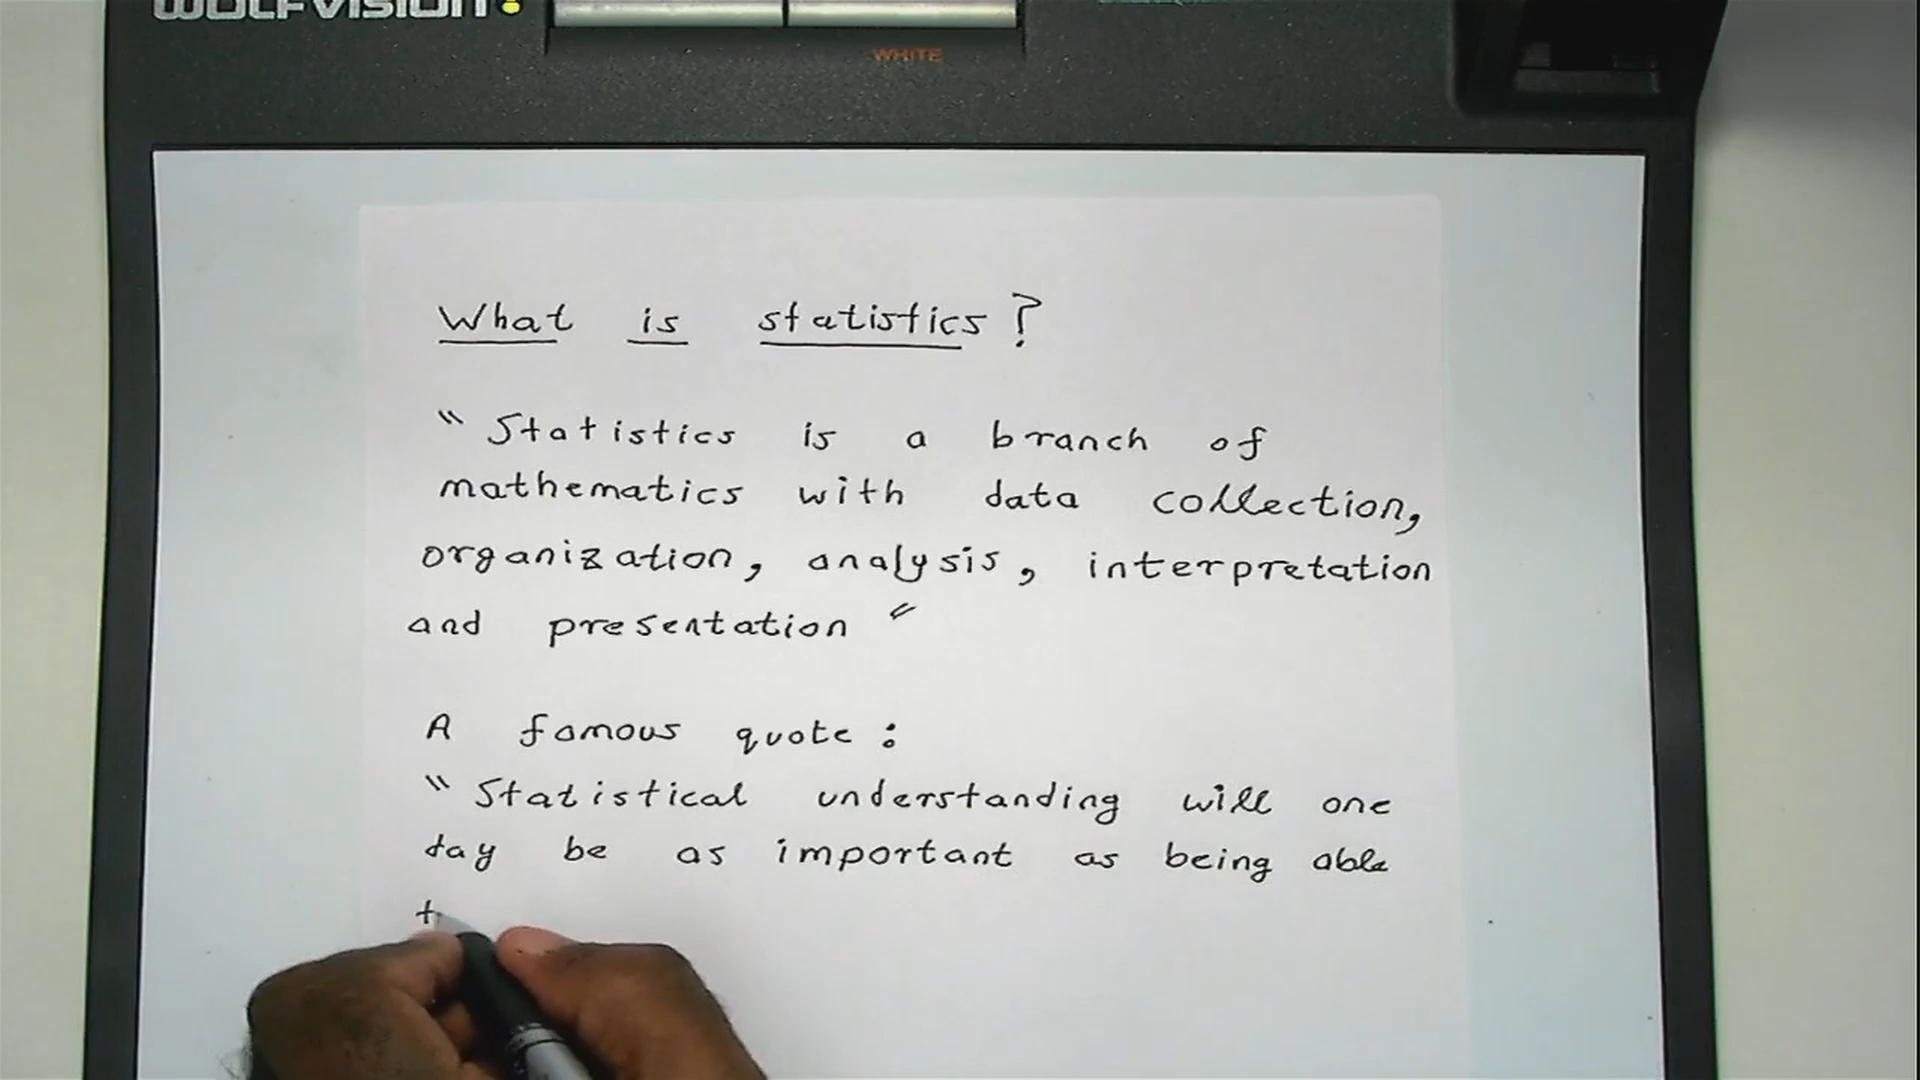 WOLFVISION
WHITE
What is statistics?
"Statistics is a branch of
mathematics with data collection,
organization, analysis, interpretation
and presentation"
A famous quote:
"Statistical understanding will one
day be as important as being able
t